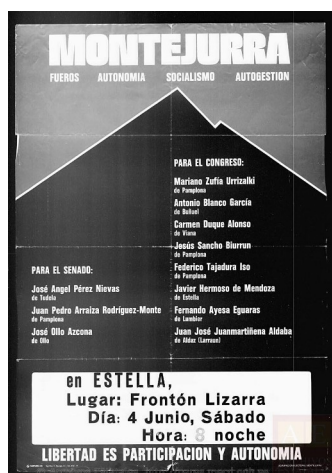 MONTEJURRA
FUEROS AUTONOMIA SOCIALISMO AUTOGESTION
PARA EL CONGRESO:
Mariano Zufía Urrizalki
de Pamplona
Antonio Blanco García
de Buñuel
Carmen Duque Alonso
de Viana
Jesús Sancho Biurrun
de Pamplona
Federico Tajadura Iso
de Pamplona
Javier Hermoso de Mendoza
de Estella
Fernando Ayesa Eguaras
de Lumbier
Juan José Juanmartiñena Aldaba
de Aldaz (Larraun)
PARA EL SENADO:
José Angel Pérez Nievas
de Tudela
Juan Pedro Arraiza Rodríguez-Monte
de Pamplona
José Ollo Azcona
de Ollo
en ESTELLA,
Lugar: Frontón Lizarra
Día: 4 Junio, Sábado
Hora: 8 noche
LIBERTAD ES PARTICIPACION Y AUTONOMIA